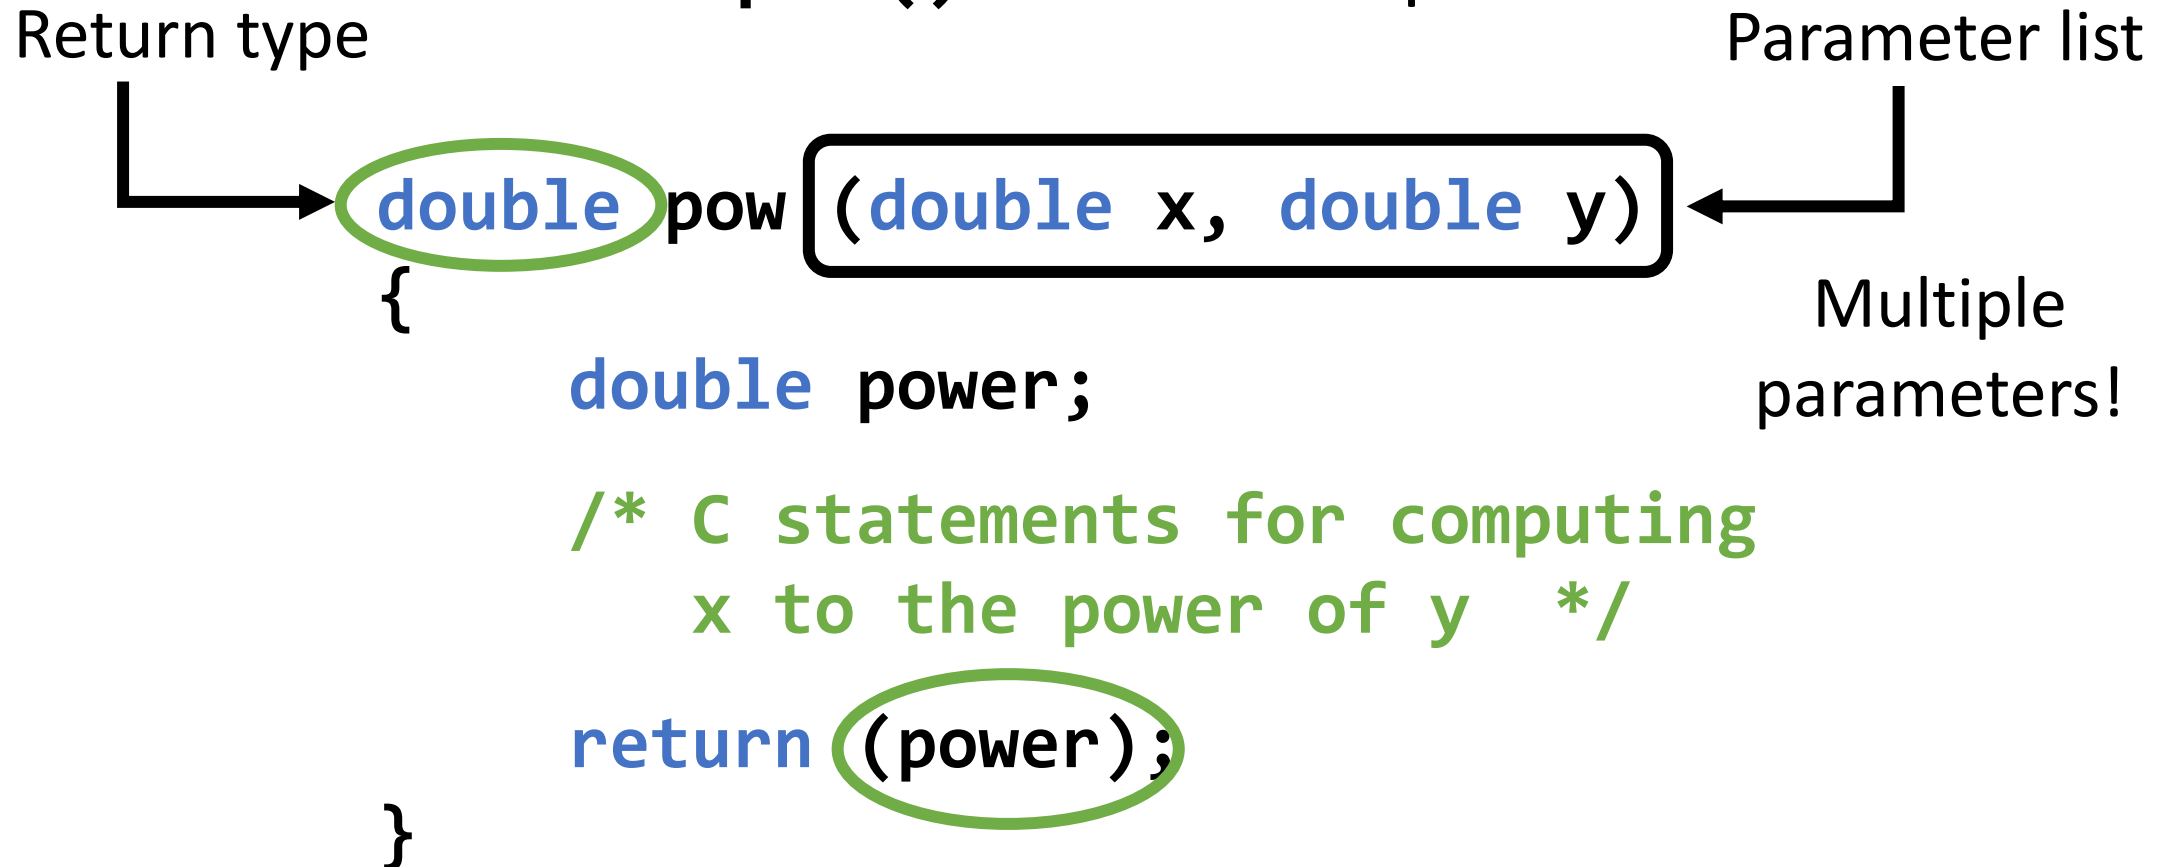 Return type
Parameter list
double pow (double x, double y)
{
Multiple
parameters!
double power;
/* C statements for computing
x to the power of y */
return (power);
}